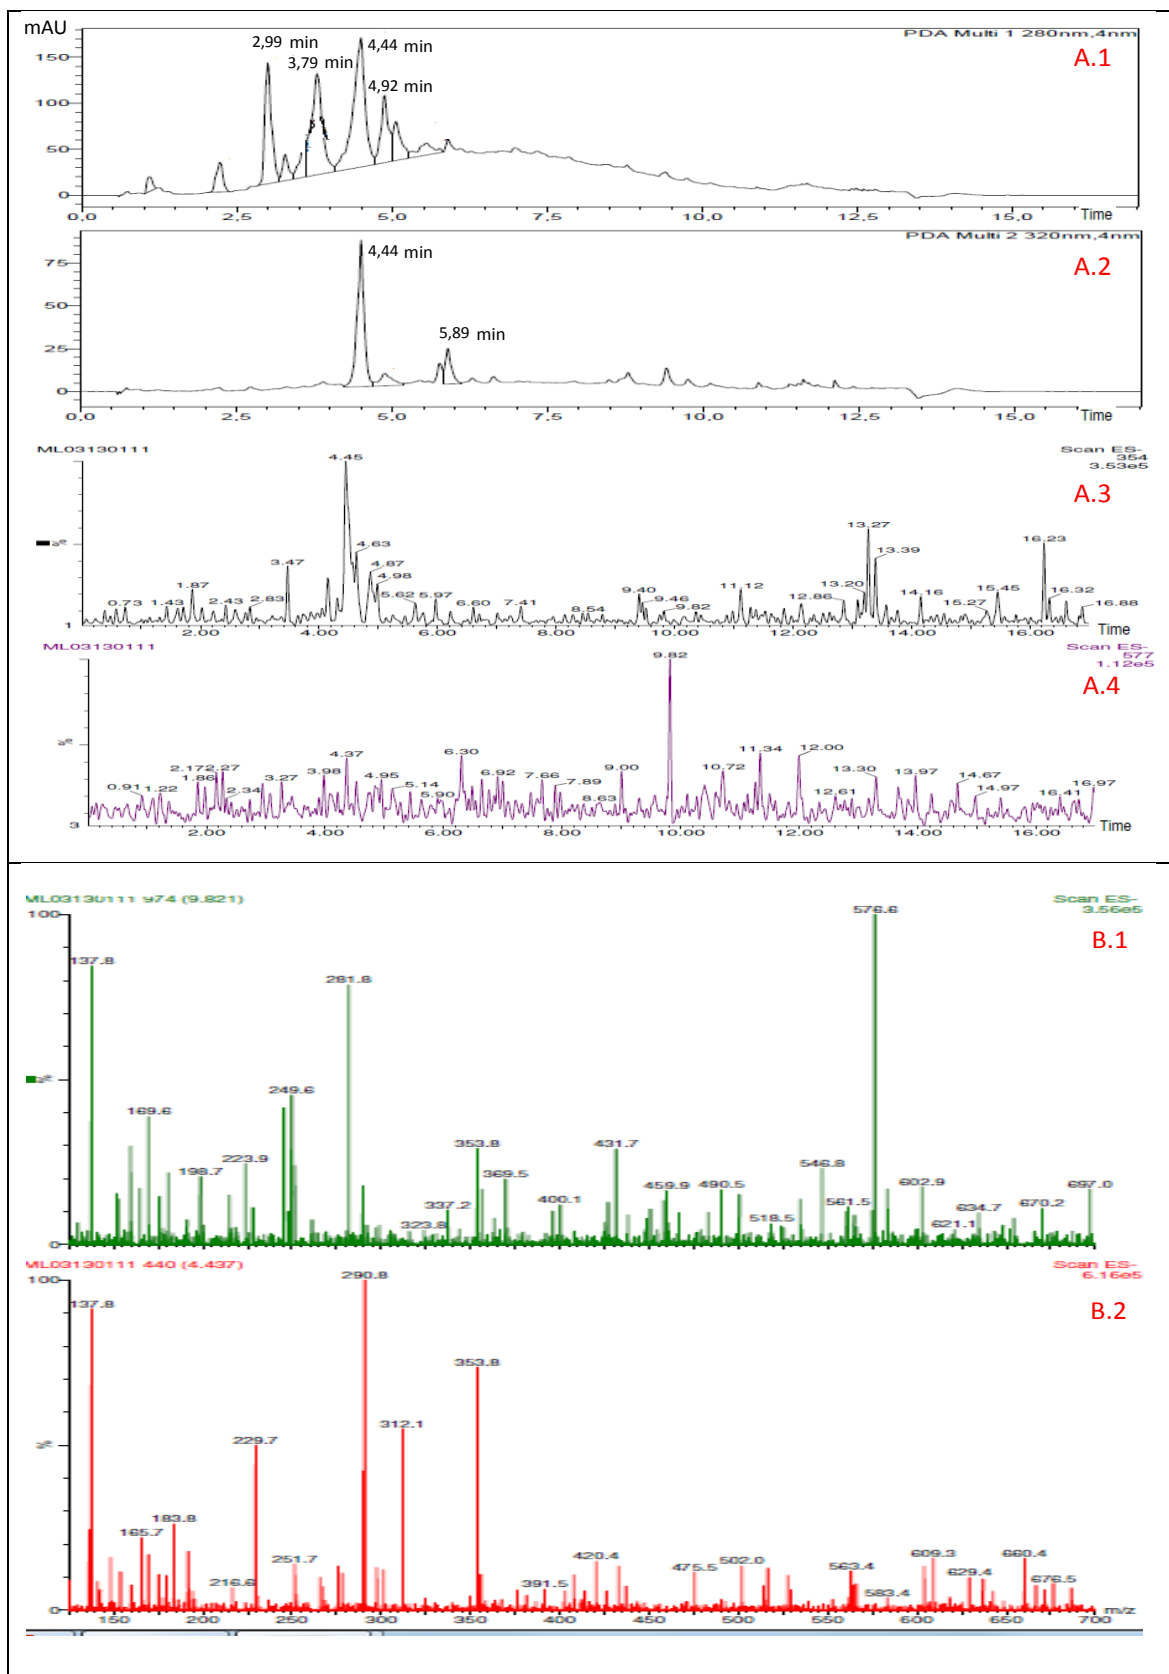 mAU
PDA Multi 1 280nm,4nm
A.1
2,99 min
3,79 min
4,44 min
4,92 min
150
100
50
0
0,0 2,5 5,0 7,5 10,0 12,5 15,0 Time
PDA Multi 2 320nm,4nm
A.2
4,44 min
5,89 min
75
50
25
0
0,0 2,5 5,0 7,5 10,0 12,5 15,0 Time
ML03130111
Scan ES-
354
3.53e5
A.3
4.45
13.27
4.63
13.39
16.23
3.47
4.87
4.98
1.87
13.20
9.40
11.12
15.45
16.32
0.73 1.43 2.43 2.83 5.62 5.97 6.60 7.41 8.54 9.46 9.82 12.86 14.16 15.27 16.88
%
1
2.00 4.00 6.00 8.00 10.00 12.00 14.00 16.00 Time
ML03130111
Scan ES-
577
1.12e5
A.4
9.82
4.37 6.30 11.34 12.00
2.17 2.27
0.91 1.22 1.86 2.34 3.27 3.98 4.95 5.14 5.90 6.92 7.66 7.89 8.63 9.00 10.72 12.61 13.30 13.97 14.67 14.97 16.41 16.97
%
3
2.00 4.00 6.00 8.00 10.00 12.00 14.00 16.00 Time
ML03130111 974 (9.821)
Scan ES-
3.56e5
B.1
100
576.6
137.8
281.8
249.6
169.6
353.8
431.7
198.7 223.9 369.5 546.8
323.8 337.2 400.1 459.9 490.5 518.5 561.5 602.9 621.1 634.7 670.2 697.0
%
0
ML03130111 440 (4.437)
Scan ES-
6.16e5
B.2
100
290.8
137.8
353.8
312.1
229.7
183.8
165.7
216.6 251.7 391.5 420.4 475.5 502.0 563.4 583.4 609.3 629.4 660.4 676.5
%
0
150 200 250 300 350 400 450 500 550 600 650 700 m/z